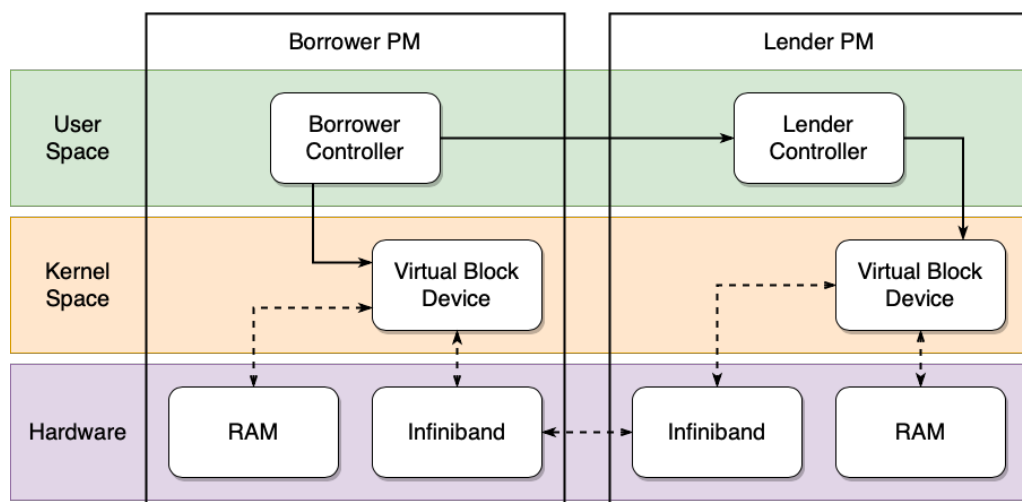 Borrower PM
Lender PM
User
Space
Borrower
Controller
Lender
Controller
Kernel
Space
Virtual Block
Device
Virtual Block
Device
Hardware
RAM
Infiniband
Infiniband
RAM